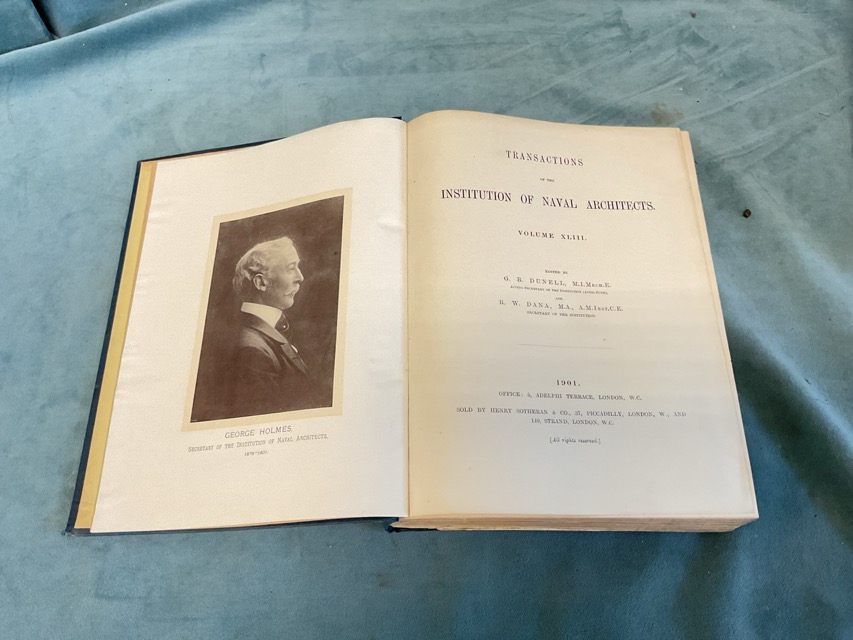 GEORGE HOLMES,
SECRETARY OF THE INSTITUTION OF NAVAL ARCHITECTS,
TRANSACTIONS
OF THE
INSTITUTION OF NAVAL ARCHITECTS.
VOLUME XLIII.
EDITED BY
G. R. DUNELL, M.I.MECH.E.
AND
R. W. DANA, M.A., A.M.INST.C.E.
SECRETARY OF THE INSTITUTION
1901.
OFFICE: 5, ADELPHI TERRACE, LONDON, W.C.
SOLD BY HENRY SOTHERAN & CO., 37, PICCADILLY, LONDON, W.; AND
140, STRAND, LONDON, W.C.
[All rights reserved.]